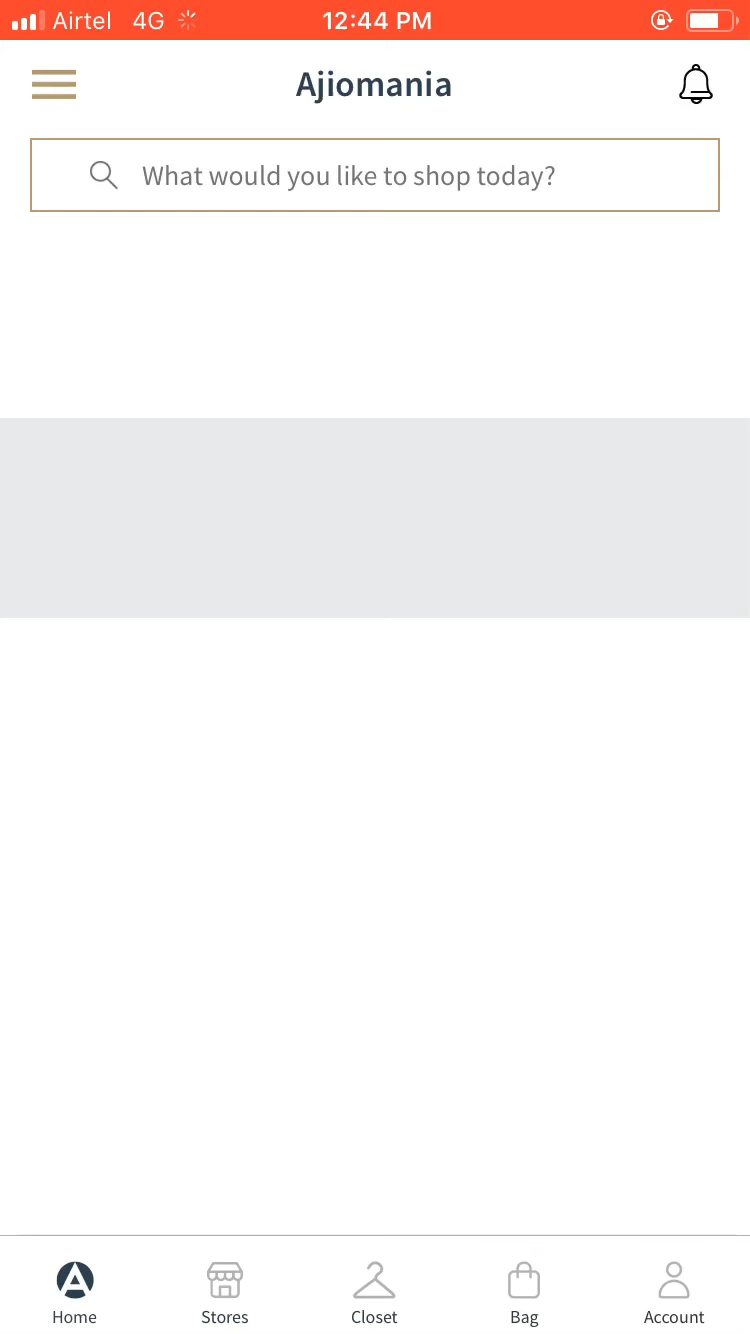 Airtel 4G 12:44 PM
Ajiomania
What would you like to shop today?
Home Stores Closet Bag Account